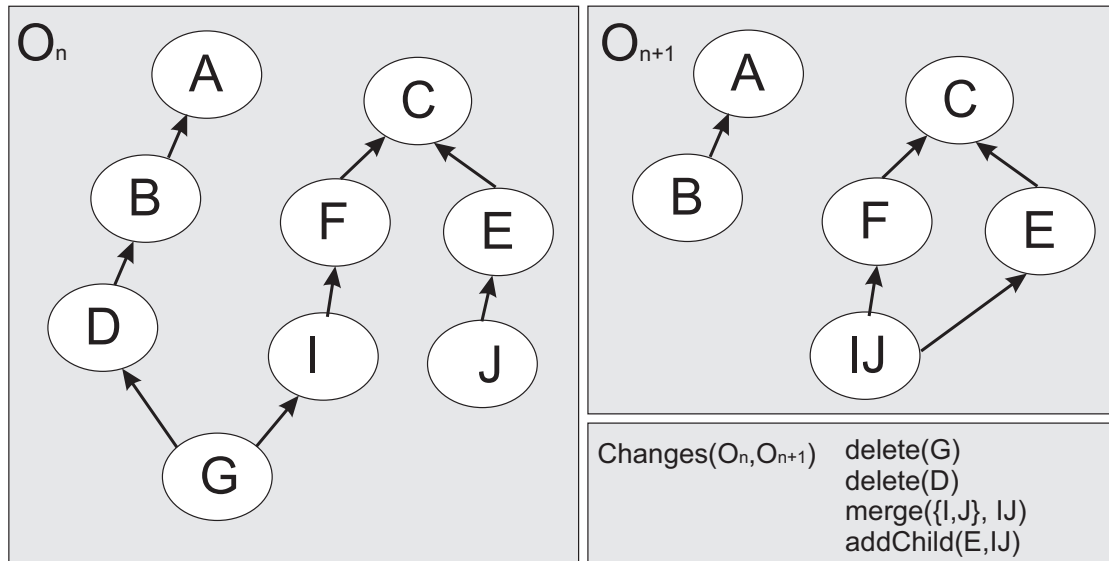 On
A
C
B
F
E
D
I
J
G
On+1
A
C
B
F
E
IJ
Changes(On,On+1) delete(G)
delete(D)
merge({I,J}, IJ)
addChild(E,IJ)